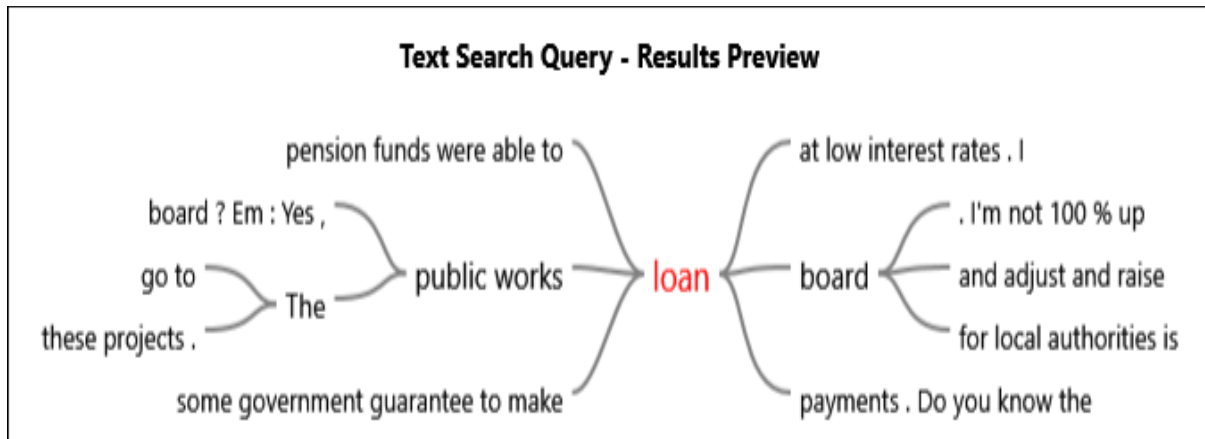 Text Search Query - Results Preview
pension funds were able to
at low interest rates . I
board ? Em : Yes ,
. I'm not 100 % up
go to
The
public works
loan
board
and adjust and raise
these projects .
for local authorities is
some government guarantee to make
payments . Do you know the